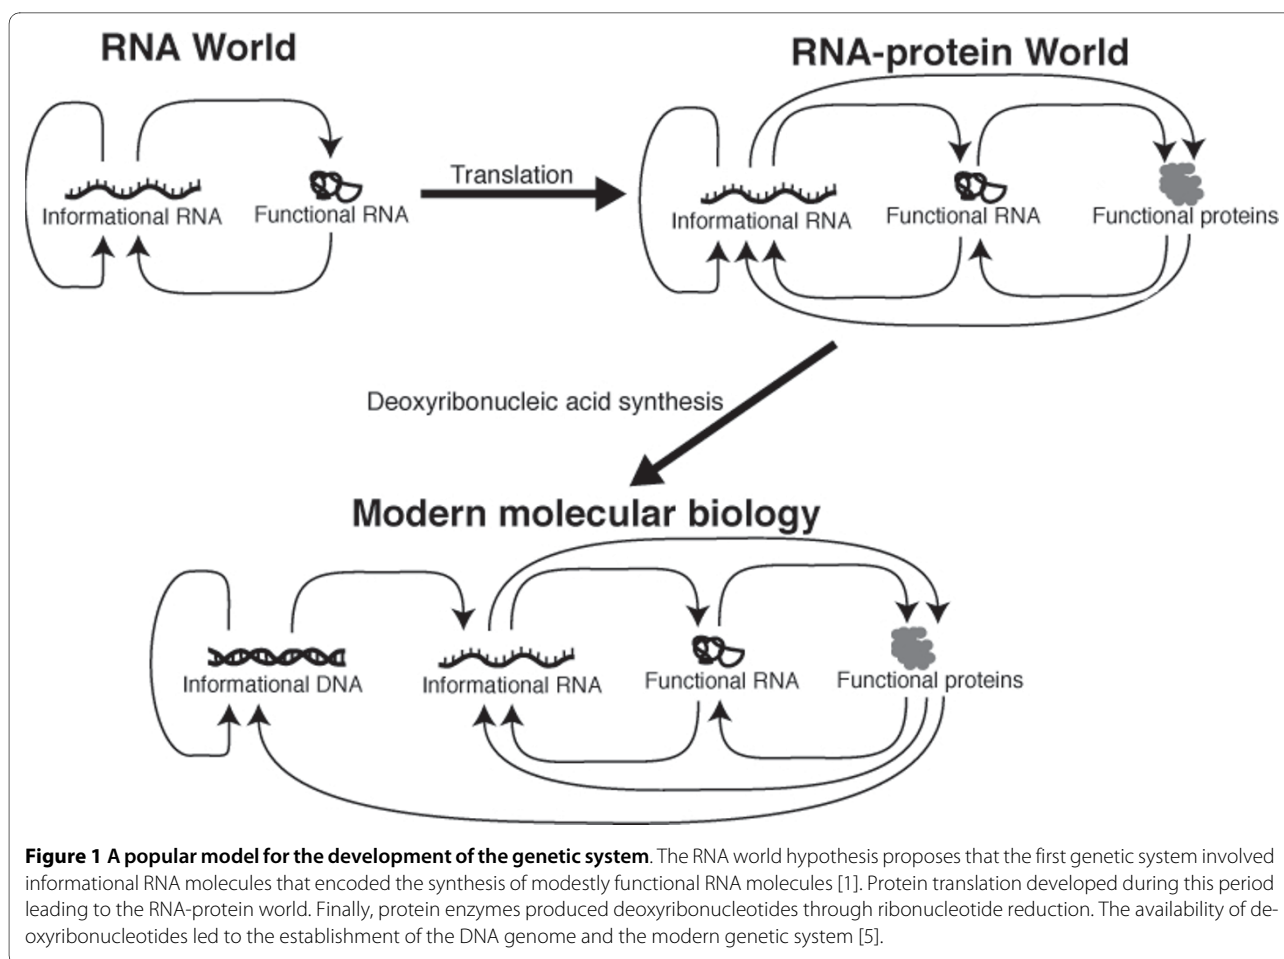 RNA World
RNA-protein World
Informational RNA
Functional RNA
Translation
Informational RNA
Functional RNA
Functional proteins
Deoxyribonucleic acid synthesis
Modern molecular biology
Informational DNA
Informational RNA
Functional RNA
Functional proteins
Figure 1 A popular model for the development of the genetic system. The RNA world hypothesis proposes that the first genetic system involved
informational RNA molecules that encoded the synthesis of modestly functional RNA molecules [1]. Protein translation developed during this period
leading to the RNA-protein world. Finally, protein enzymes produced deoxyribonucleotides through ribonucleotide reduction. The availability of de-
oxyribonucleotides led to the establishment of the DNA genome and the modern genetic system [5].